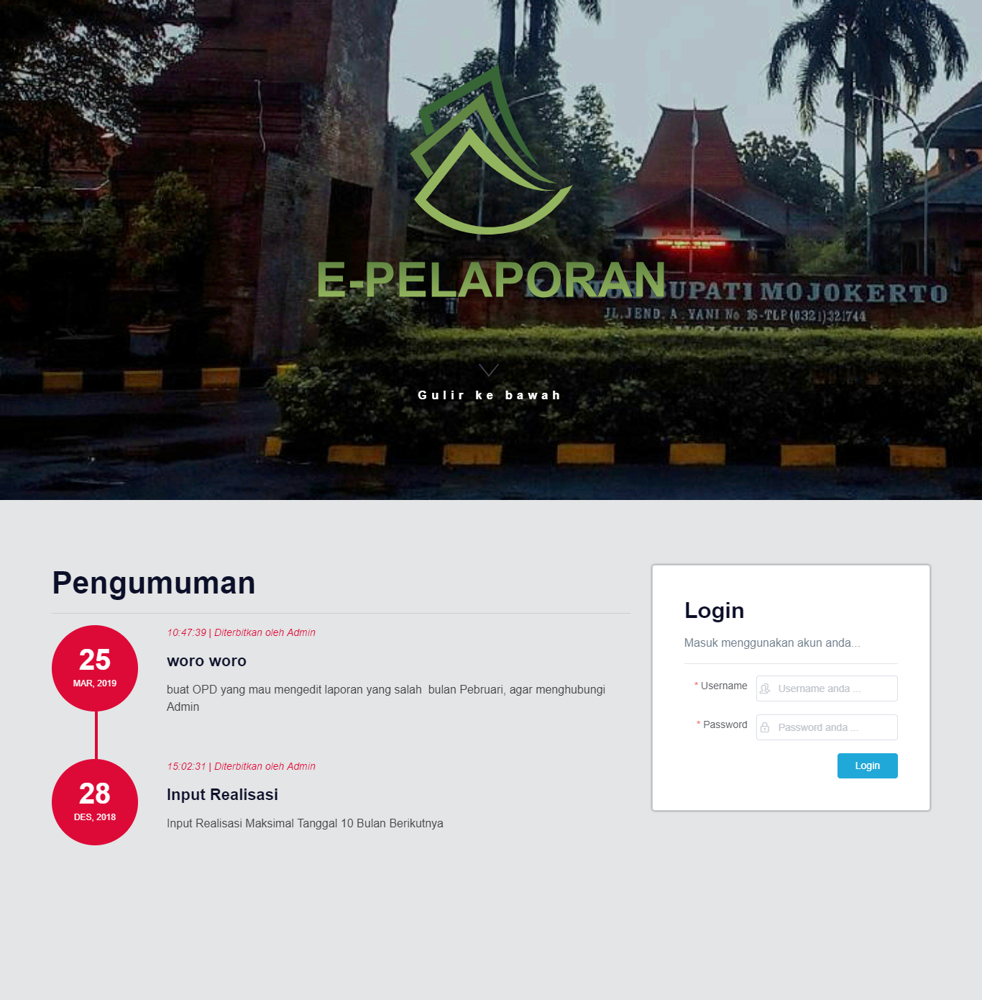 E-PELAPORAN
KANTOR BUPATI MOJOKERTO
JL. JEND. A. YANI No 16-TLP (0321) 321744
MOJOKERTO
Gulir ke bawah
Pengumuman
25
MAR, 2019
10:47:39 | Diterbitkan oleh Admin
woro woro
buat OPD yang mau mengedit laporan yang salah  bulan Pebruari, agar menghubungi
Admin
28
DES, 2018
15:02:31 | Diterbitkan oleh Admin
Input Realisasi
Input Realisasi Maksimal Tanggal 10 Bulan Berikutnya
Login
Masuk menggunakan akun anda...
* Username
Username anda ...
* Password
Password anda ...
Login